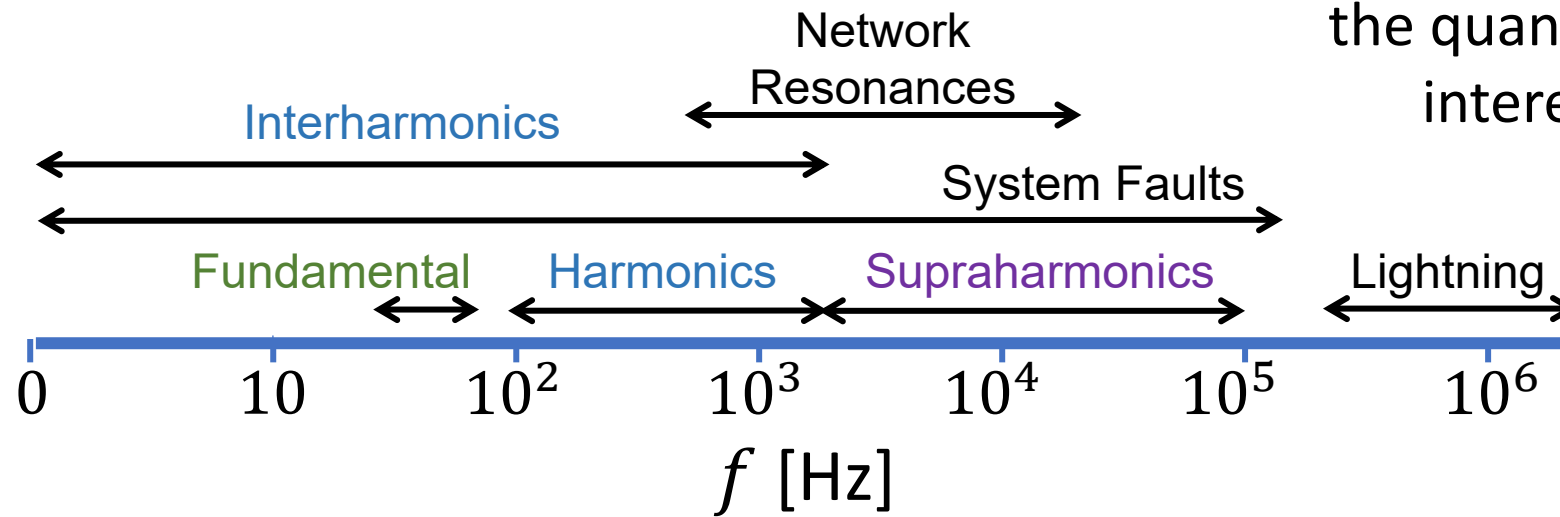 Network
Resonances
the quan
intere
Interharmonics
System Faults
Fundamental
Harmonics
Supraharmonics
Lightning
0 10 10² 10³ 10⁴ 10⁵ 10⁶
f [Hz]